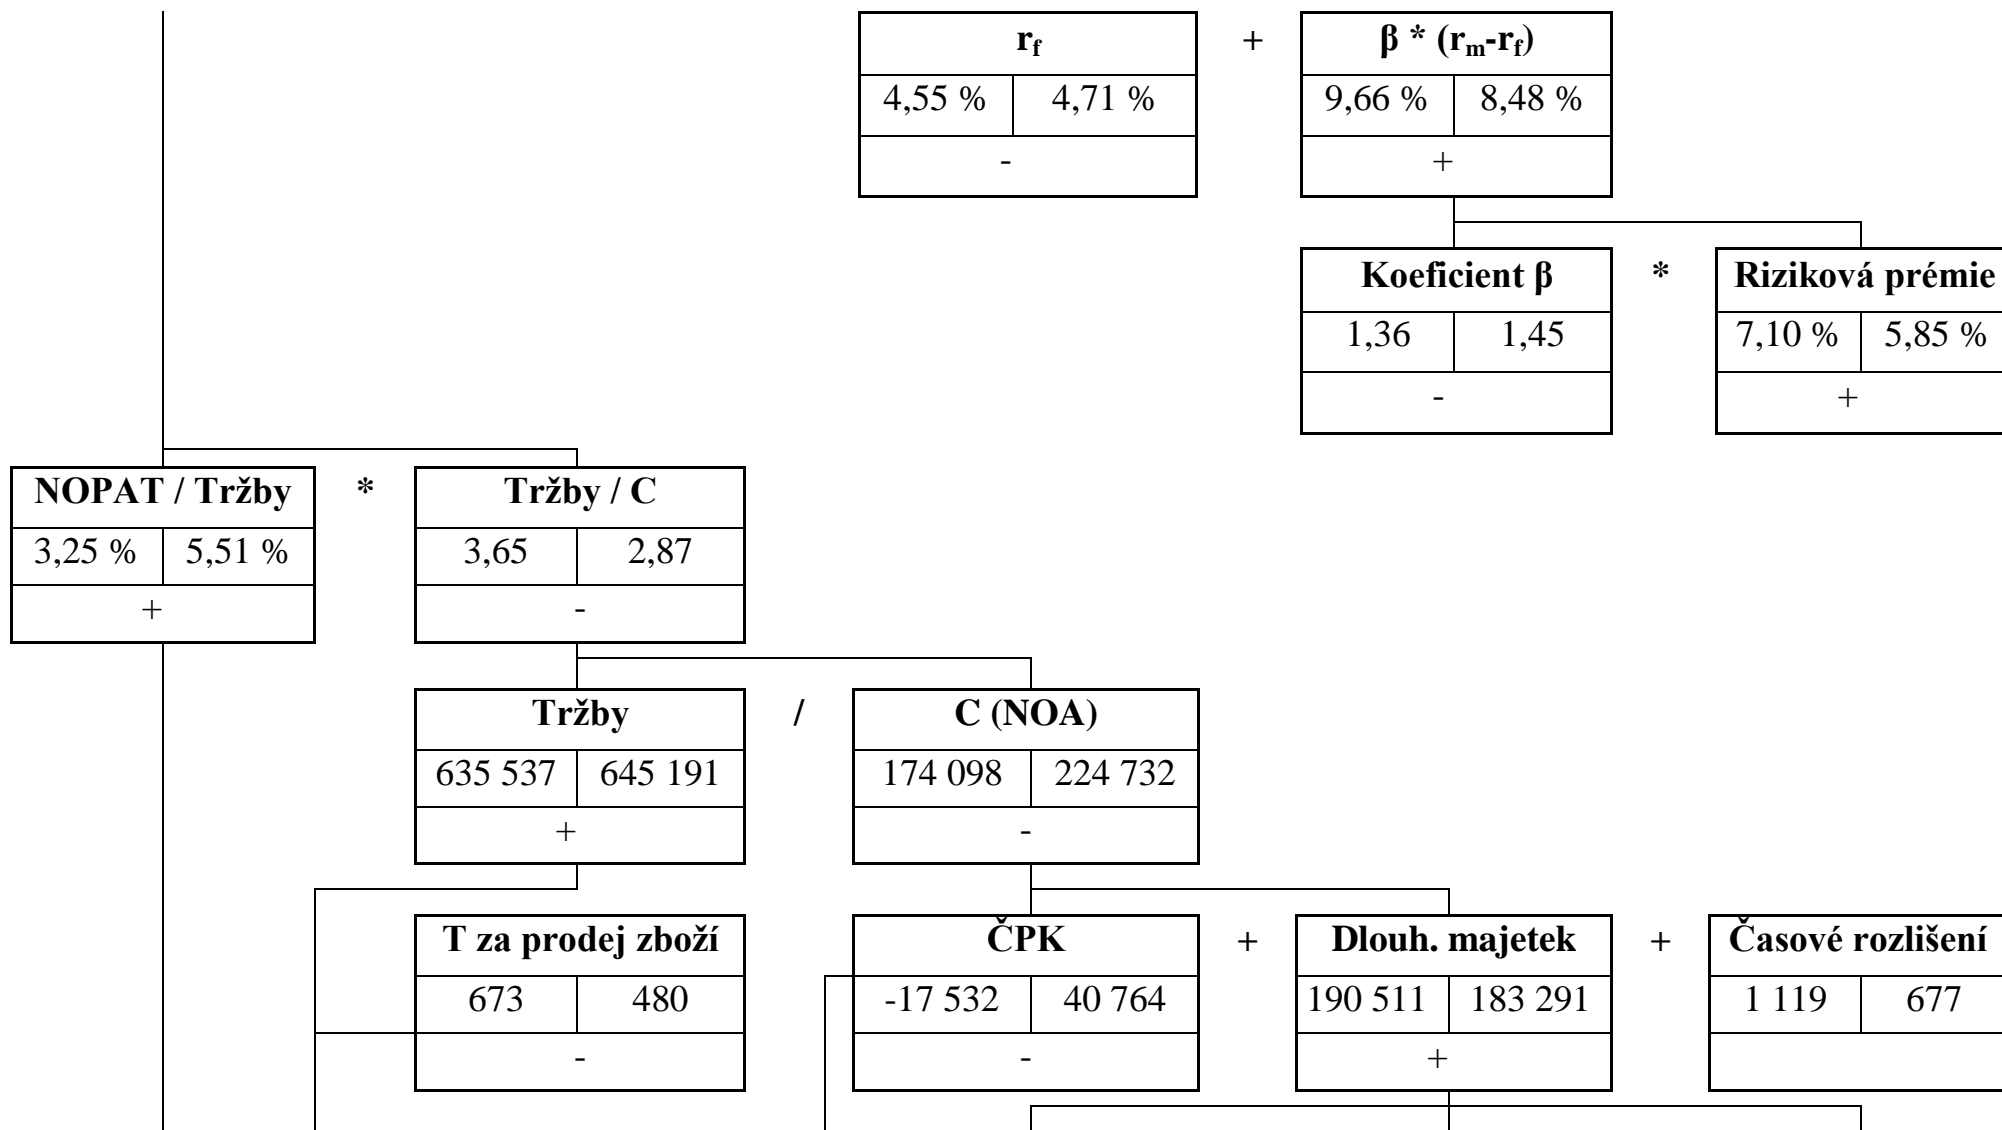 r_f + β * (r_m-r_f)
4,55 % 4,71 % 9,66 % 8,48 %
- +
Koeficient β * Riziková prémie
1,36 1,45 7,10 % 5,85 %
- +
NOPAT / Tržby * Tržby / C
3,25 % 5,51 % 3,65 2,87
+ -
Tržby / C (NOA)
635 537 645 191 174 098 224 732
+ -
T za prodej zboží ČPK + Dlouh. majetek + Časové rozlišení
673 480 -17 532 40 764 190 511 183 291 1 119 677
- - +